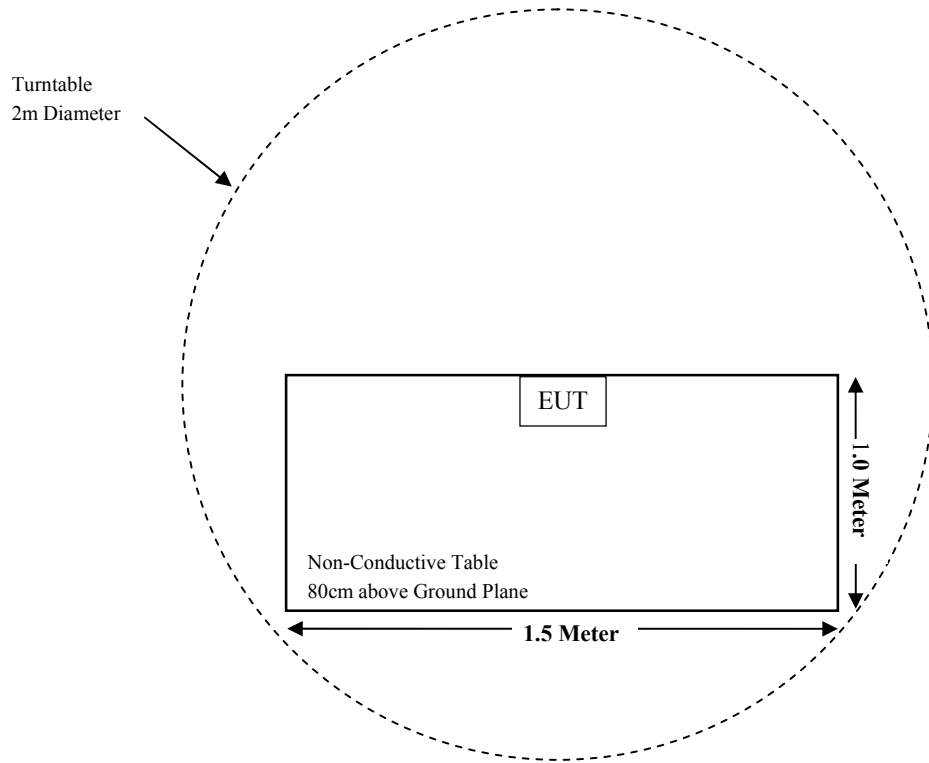 Turntable
2m Diameter
EUT
1.0 Meter
Non-Conductive Table
80cm above Ground Plane
1.5 Meter